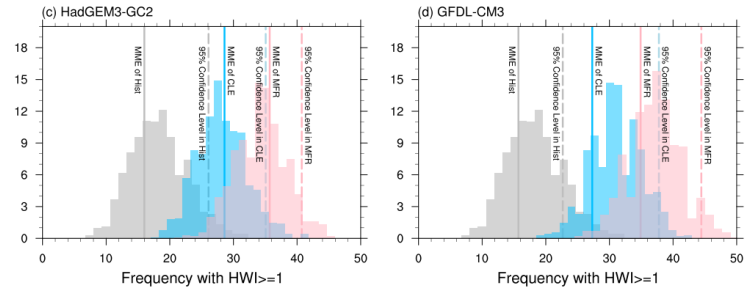 (c) HadGEM3-GC2
18
15
12
9
6
3
0
0 10 20 30 40 50
MME of Hist
95% Confidence Level in Hist
MME of CLE
95% Confidence Level in CLE
MME of MFR
95% Confidence Level in MFR
Frequency with HWI>=1
(d) GFDL-CM3
18
15
12
9
6
3
0
0 10 20 30 40 50
MME of Hist
95% Confidence Level in Hist
MME of CLE
MME of MFR
95% Confidence Level in CLE
95% Confidence Level in MFR
Frequency with HWI>=1